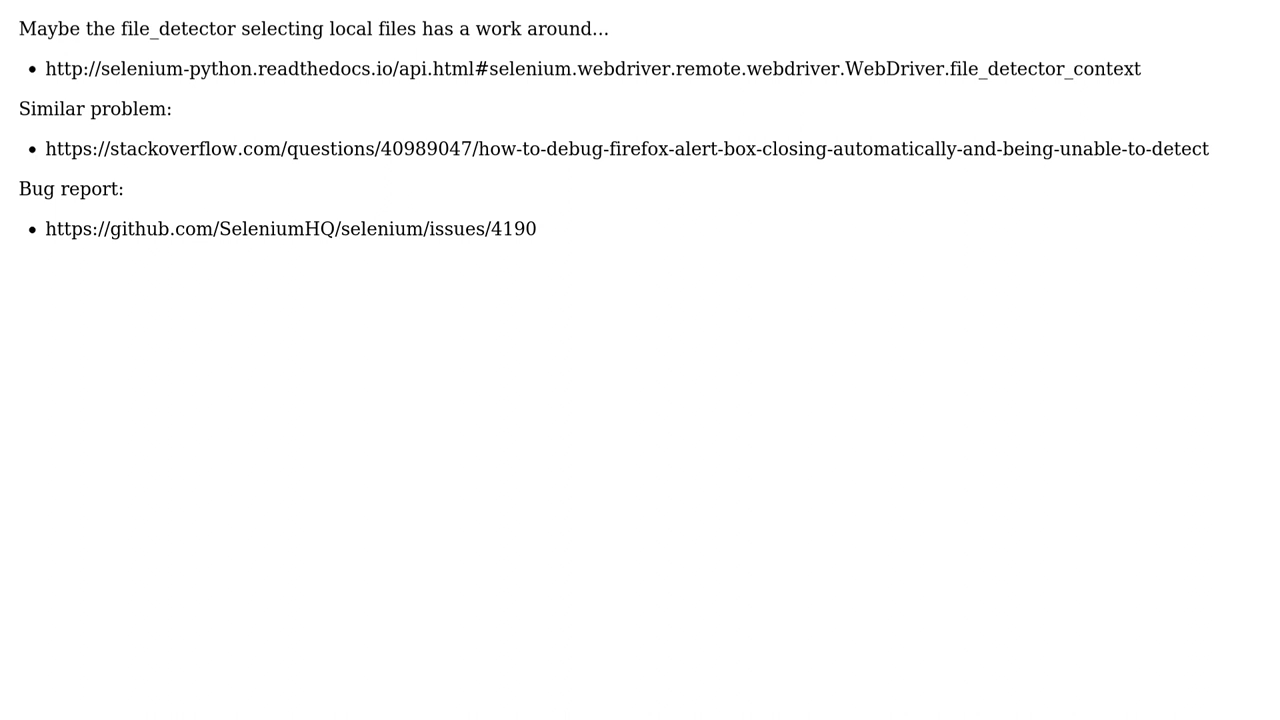 Maybe the file_detector selecting local files has a work around...
• http://selenium-python.readthedocs.io/api.html#selenium.webdriver.remote.webdriver.WebDriver.file_detector_context
Similar problem:
• https://stackoverflow.com/questions/40989047/how-to-debug-firefox-alert-box-closing-automatically-and-being-unable-to-detect
Bug report:
• https://github.com/SeleniumHQ/selenium/issues/4190